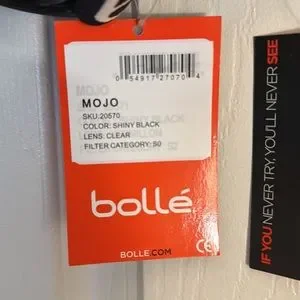 0 54917 27070 4
MOJO
SKU:20570
COLOR: SHINY BLACK
LENS: CLEAR
FILTER CATEGORY: S0
bollé
BOLLE.COM
CE
IF YOU NEVER TRY, YOU'LL NEVER SEE